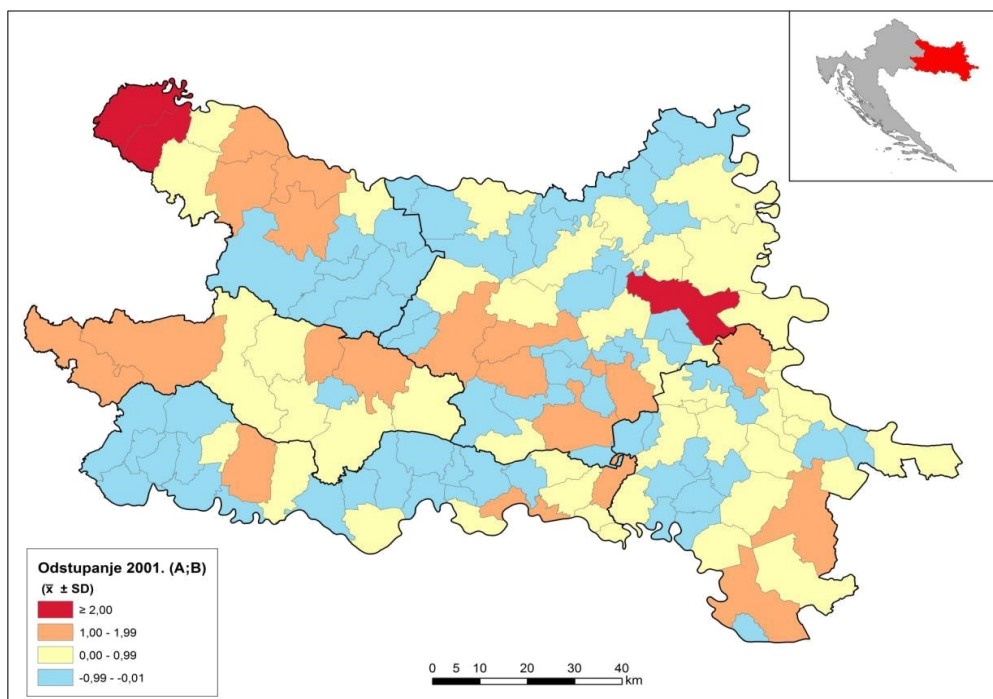 Odstupanje 2001. (A;B)
(x̅ ± SD)
≥ 2,00
1,00 - 1,99
0,00 - 0,99
-0,99 - -0,01
0 5 10 20 30 40
km